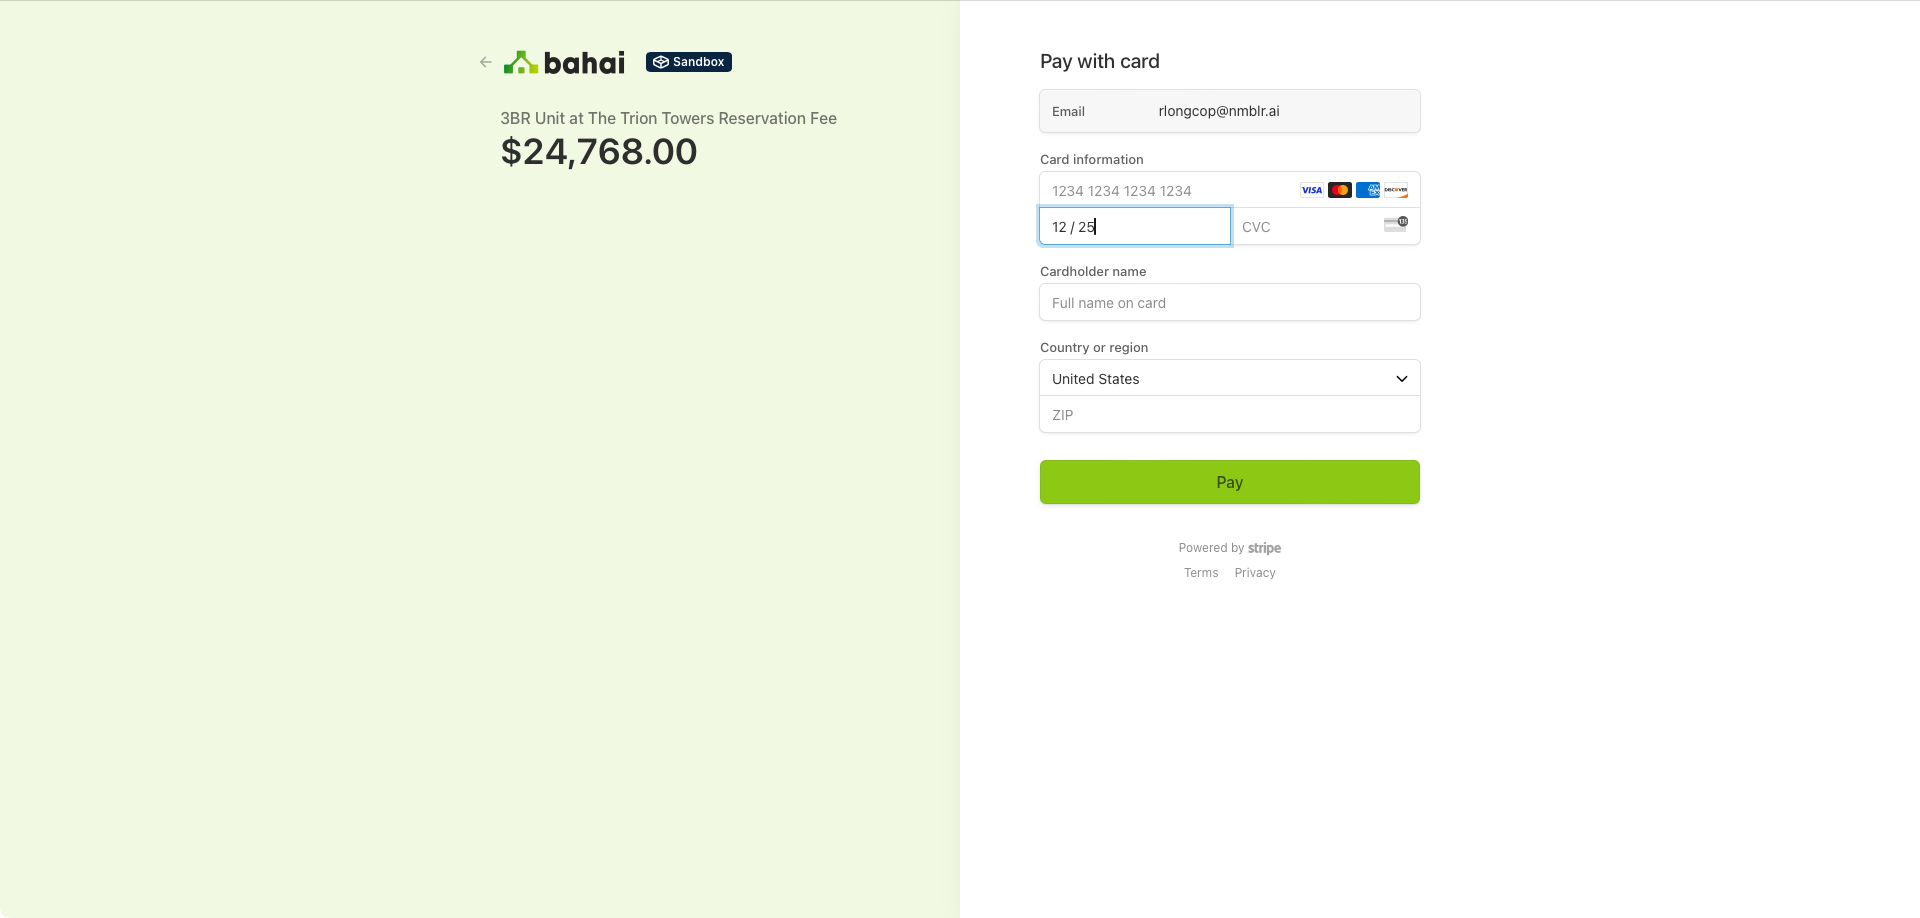 bahai
Sandbox
3BR Unit at The Trion Towers Reservation Fee
$24,768.00
Pay with card
Email rlongcop@nmblr.ai
Card information
1234 1234 1234 1234 VISA AMEX DISCOVER
12 / 25 CVC 135
Cardholder name
Full name on card
Country or region
United States
ZIP
Pay
Powered by stripe
Terms Privacy